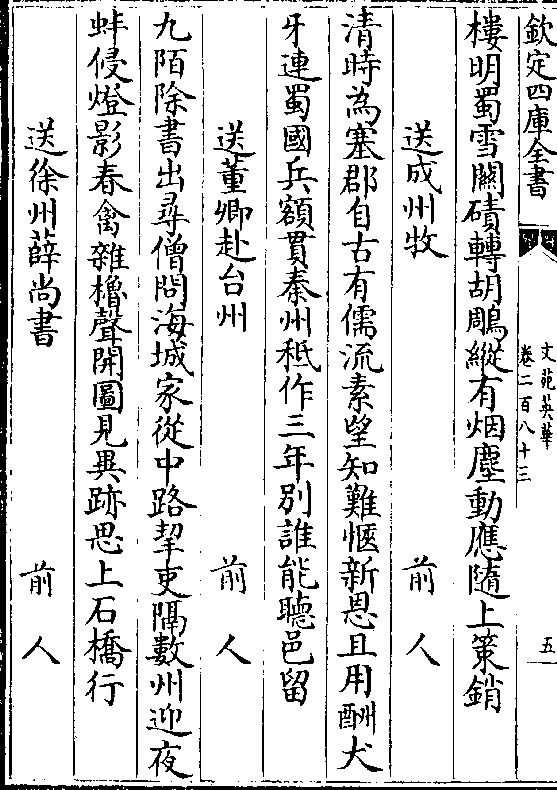 欽定四庫全書
文苑英華
卷二百八十三
五
樓明蜀雪關磧轉胡鵰縱有烟塵動應隨上策銷
送成州牧　前人
清時為塞郡自古有儒流素望知難愜新恩且用酬犬
牙連蜀國兵額貫秦州秪作三年別誰能聽邑留
送董卿赴台州　前人
九陌除書出尋僧問海城家從中路挈吏隔數州迎夜
蚌侵燈影春禽雜櫓聲開圖見異跡思上石橋行
送徐州薛尚書　前人